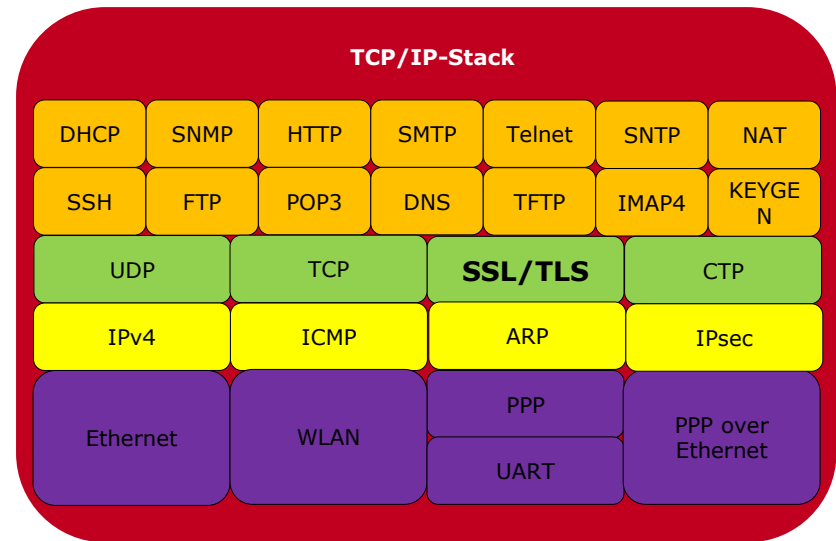 TCP/IP-Stack
DHCP SNMP HTTP SMTP Telnet SNTP NAT
SSH FTP POP3 DNS TFTP IMAP4 KEYGE
N
UDP TCP SSL/TLS CTP
IPv4 ICMP ARP IPsec
Ethernet WLAN PPP PPP over
Ethernet
UART